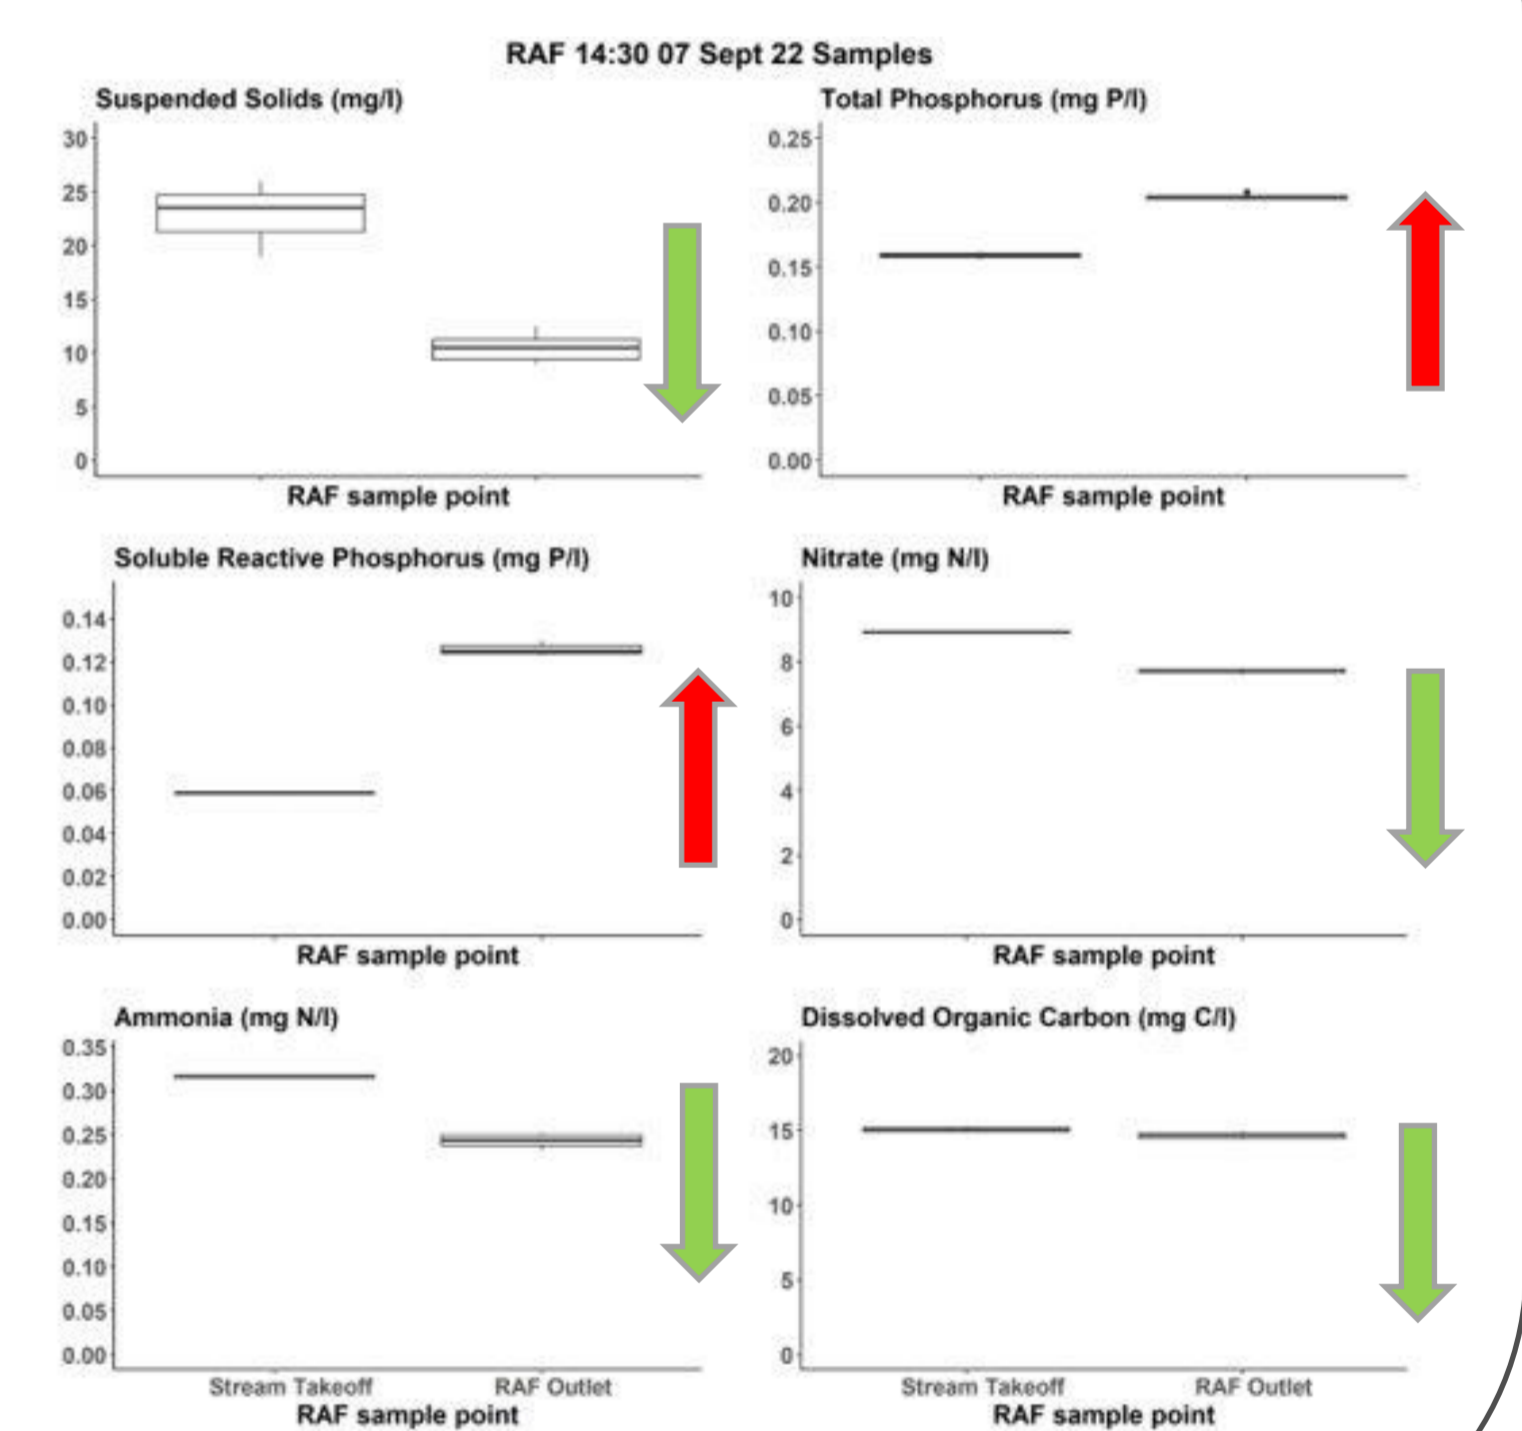 RAF 14:30 07 Sept 22 Samples
Suspended Solids (mg/l)
30
25
20
15
10
5
0
RAF sample point
Total Phosphorus (mg P/l)
0.25
0.20
0.15
0.10
0.05
0.00
RAF sample point
Soluble Reactive Phosphorus (mg P/l)
0.14
0.12
0.10
0.08
0.06
0.04
0.02
0.00
RAF sample point
Nitrate (mg N/l)
10
8
6
4
2
0
RAF sample point
Ammonia (mg N/l)
0.35
0.30
0.25
0.20
0.15
0.10
0.05
0.00
Stream Takeoff RAF Outlet
RAF sample point
Dissolved Organic Carbon (mg C/l)
20
15
10
5
0
Stream Takeoff RAF Outlet
RAF sample point